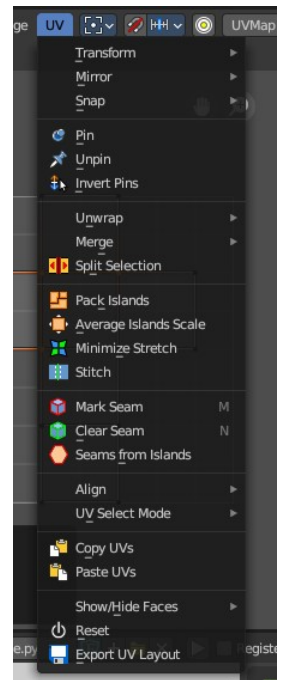 ge UV UVMap
Transform
Mirror
Snap
Pin
Unpin
Invert Pins
Unwrap
Merge
Split Selection
Pack Islands
Average Islands Scale
Minimize Stretch
Stitch
Mark Seam M
Clear Seam N
Seams from Islands
Align
UV Select Mode
Copy UVs
Paste UVs
Show/Hide Faces
e.py Reset Registe
Export UV Layout